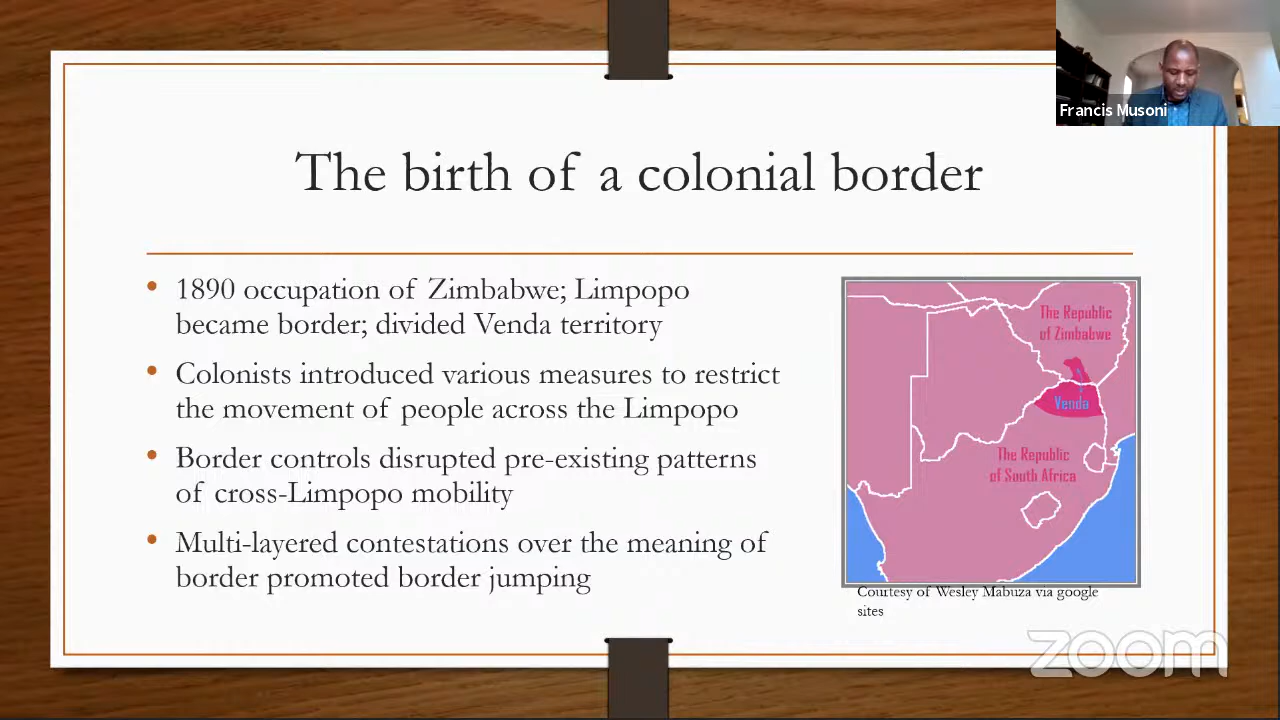 Francis Musoni
The birth of a colonial border
• 1890 occupation of Zimbabwe; Limpopo
became border; divided Venda territory
• Colonists introduced various measures to restrict
the movement of people across the Limpopo
• Border controls disrupted pre-existing patterns
of cross-Limpopo mobility
• Multi-layered contestations over the meaning of
border promoted border jumping
The Republic
of Zimbabwe
Venda
The Republic
of South Africa
Courtesy of Wesley Mabuza via google
sites
zoom